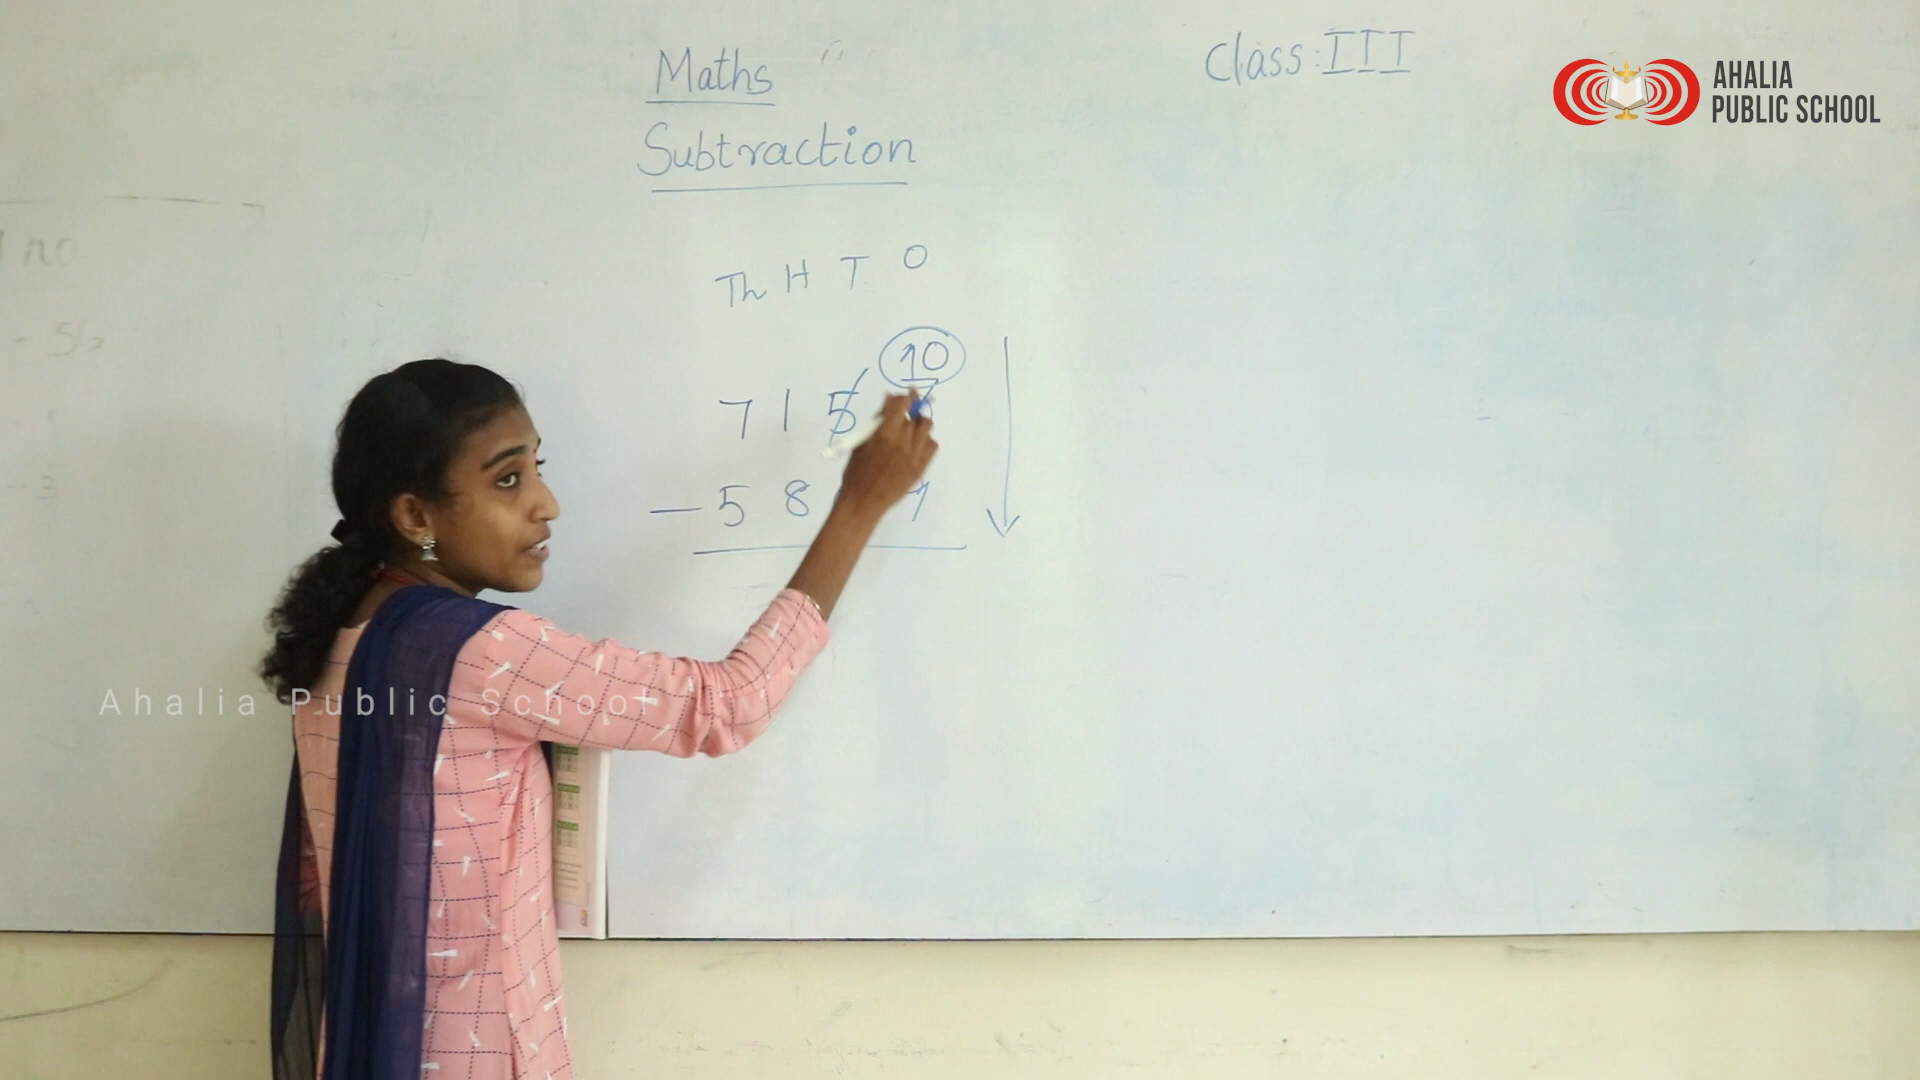 Maths
Class : III
AHALIA
PUBLIC SCHOOL
Subtraction
Th H T O
10
7 1 5
- 5 8
Ahalia Public School